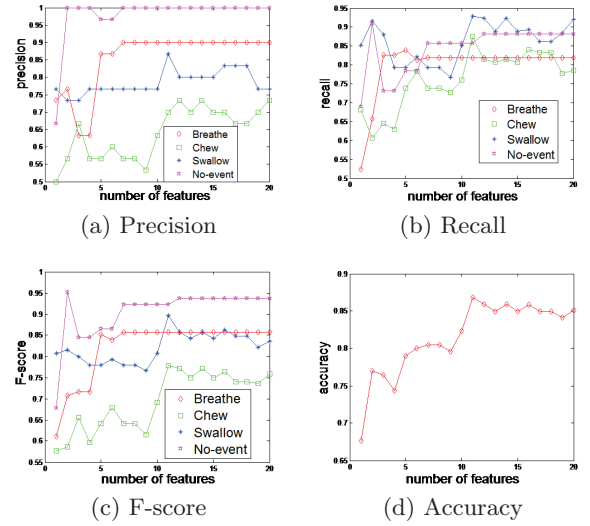 precision
1
0.95
0.9
0.85
0.8
0.75
0.7
0.65
0.6
0.55
0.5
0 5 10 15 20
number of features
Breathe
Chew
Swallow
No-event
(a) Precision
recall
0.95
0.9
0.85
0.8
0.75
0.7
0.65
0.6
0.55
0.5
0 5 10 15 20
number of features
Breathe
Chew
Swallow
No-event
(b) Recall
F-score
1
0.95
0.9
0.85
0.8
0.75
0.7
0.65
0.6
0.55
0 5 10 15 20
number of features
Breathe
Chew
Swallow
No-event
(c) F-score
accuracy
0.9
0.85
0.8
0.75
0.7
0.65
0 5 10 15 20
number of features
(d) Accuracy